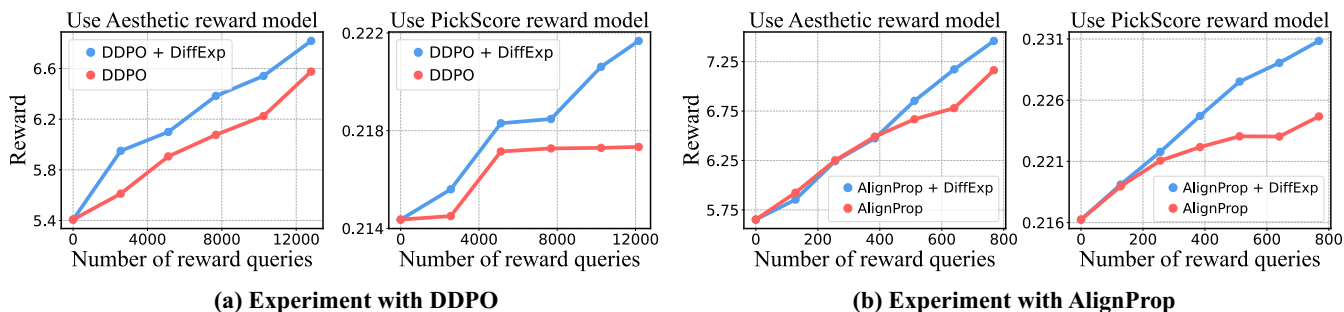 Use Aesthetic reward model
Use PickScore reward model
Use Aesthetic reward model
Use PickScore reward model
Reward
6.6
6.2
5.8
5.4
DDPO + DiffExp
DDPO
0 4000 8000 12000
Number of reward queries
0.222
0.218
0.214
DDPO + DiffExp
DDPO
0 4000 8000 12000
Number of reward queries
(a) Experiment with DDPO
Reward
7.25
6.75
6.25
5.75
AlignProp + DiffExp
AlignProp
0 200 400 600 800
Number of reward queries
0.231
0.226
0.221
0.216
AlignProp + DiffExp
AlignProp
0 200 400 600 800
Number of reward queries
(b) Experiment with AlignProp